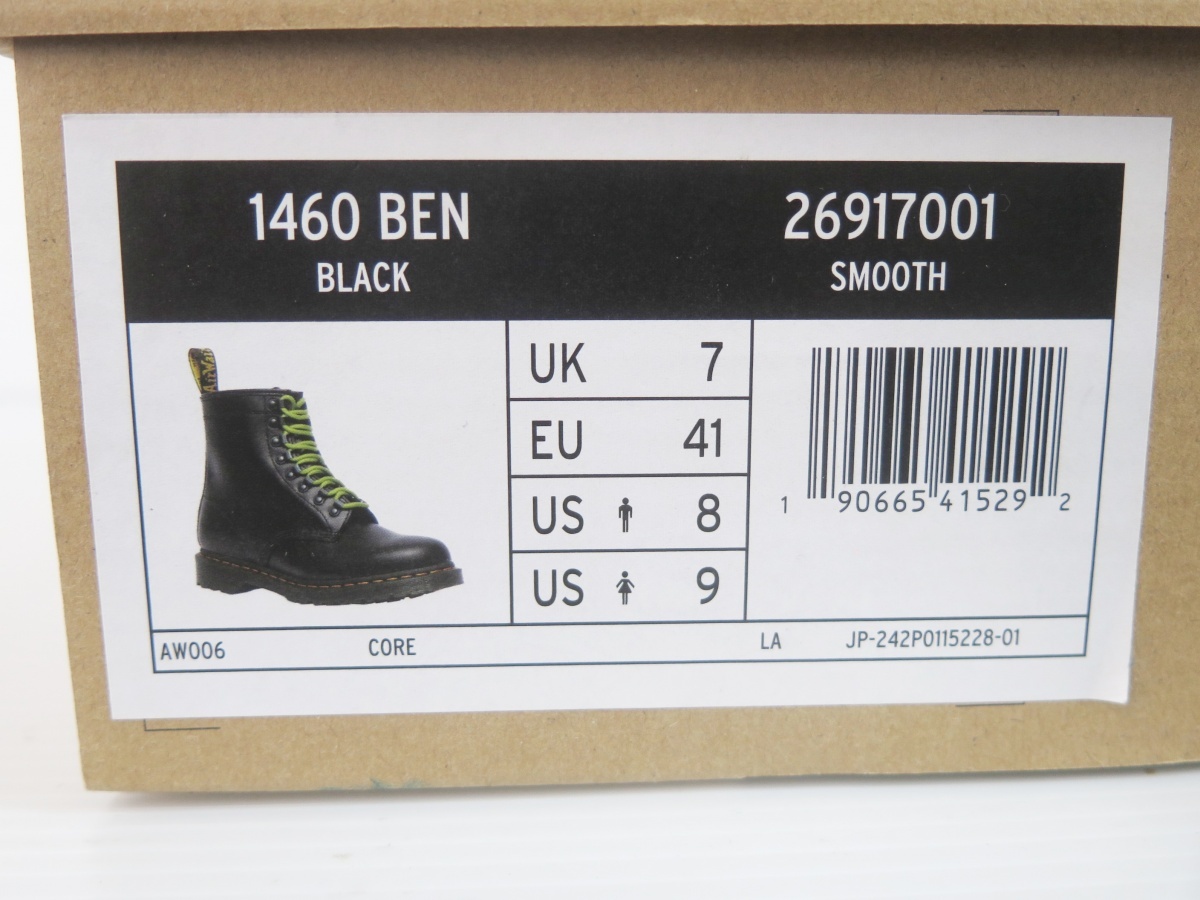 1460 BEN
BLACK
26917001
SMOOTH
AirWair
UK 7
EU 41
US 8
US 9
1 90665 41529 2
AW006 CORE LA JP-242P0115228-01